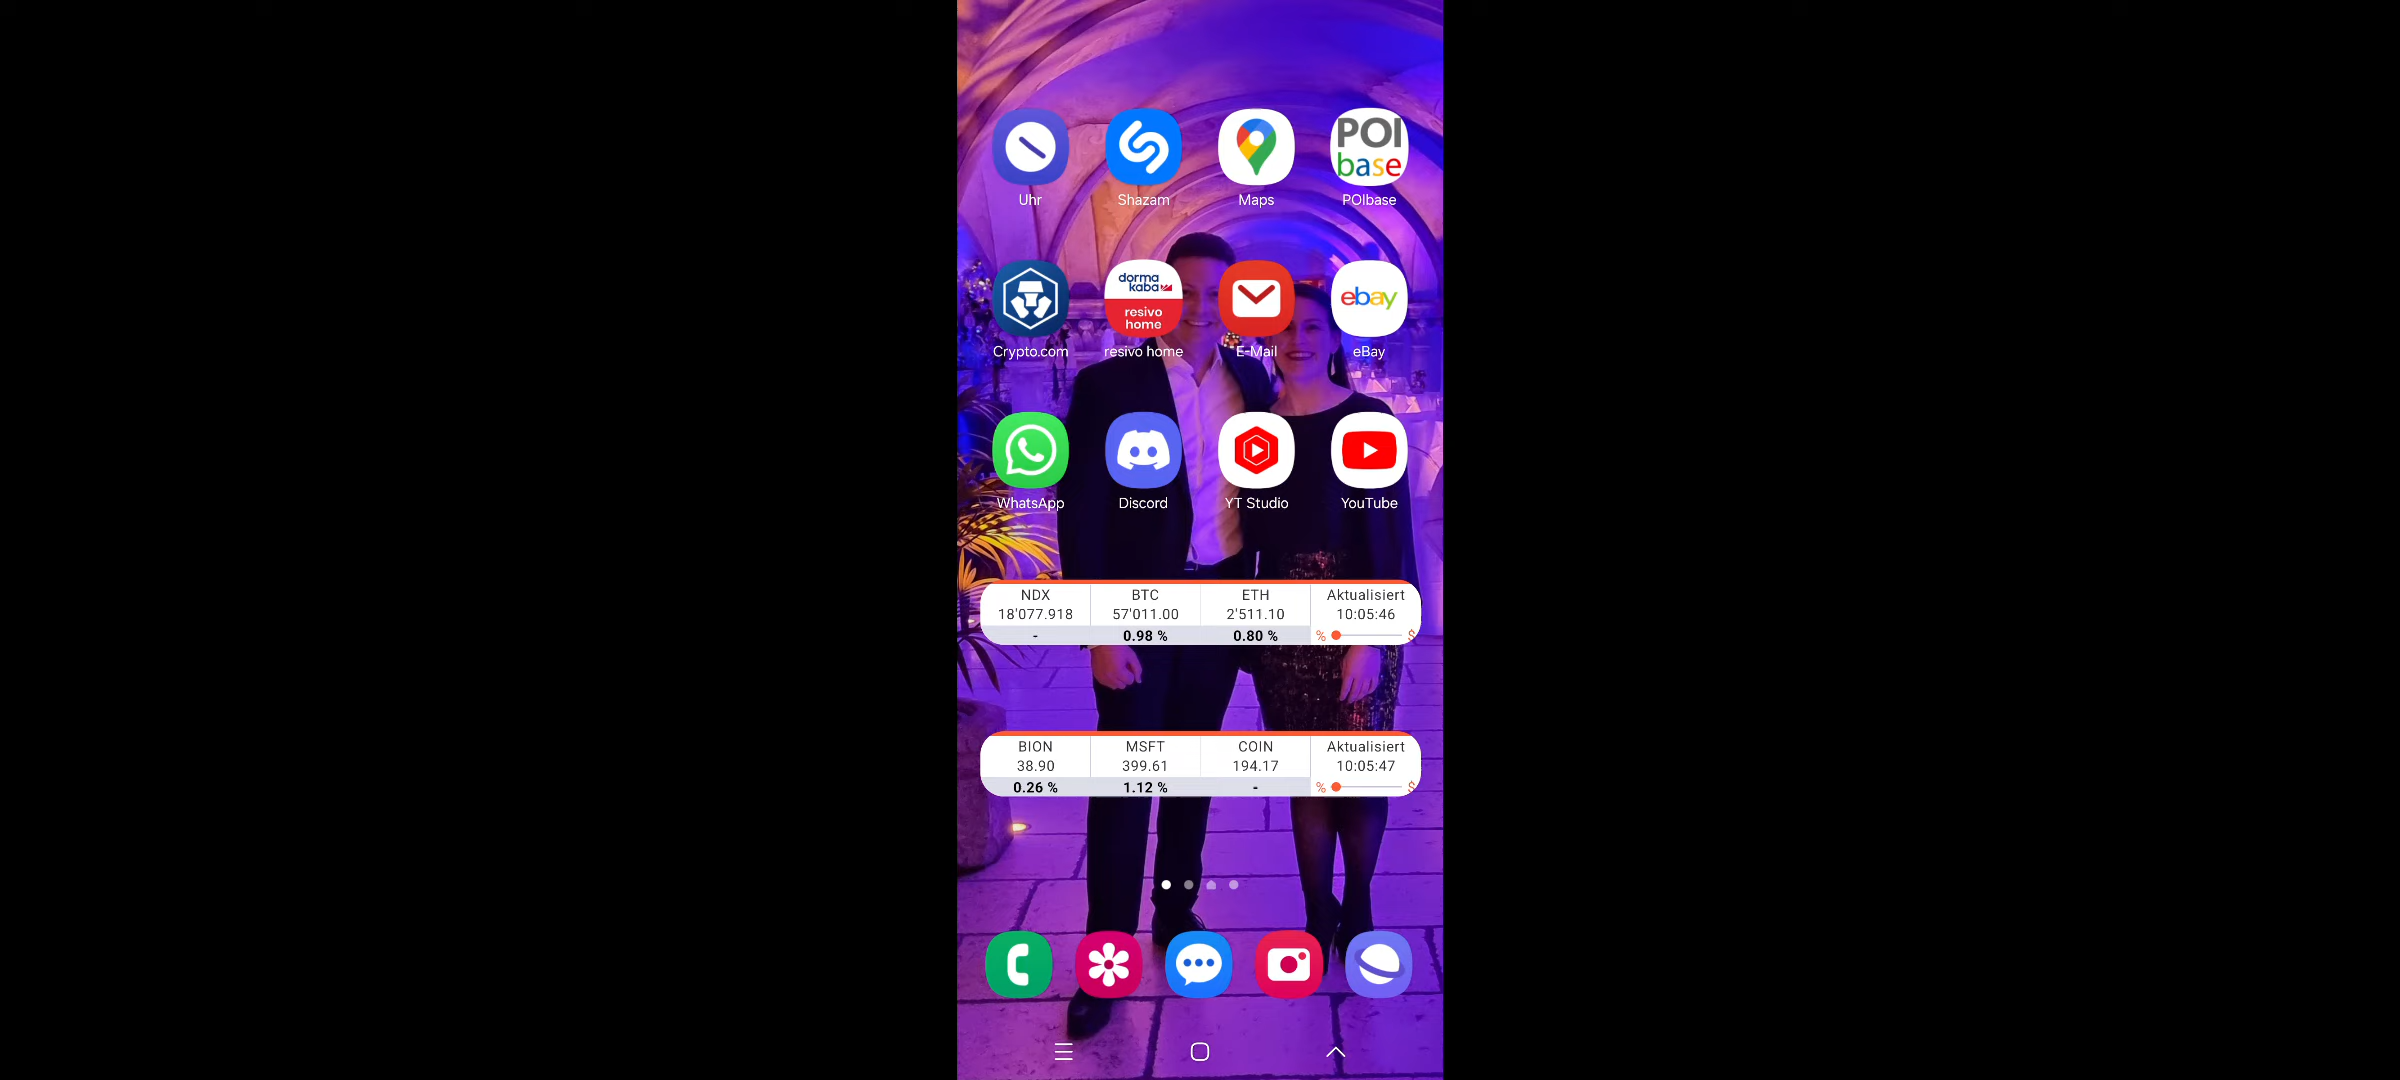 POI
base
Uhr
Shazam
Maps
POIbase
dorma
kaba
resivo
home
ebay
Crypto.com
resivo home
E-Mail
eBay
WhatsApp
Discord
YT Studio
YouTube
NDX BTC ETH Aktualisiert
18'077.918 57'011.00 2'511.10 10:05:46
- 0.98 % 0.80 % % $
BION MSFT COIN Aktualisiert
38.90 399.61 194.17 10:05:47
0.26 % 1.12 % - % $